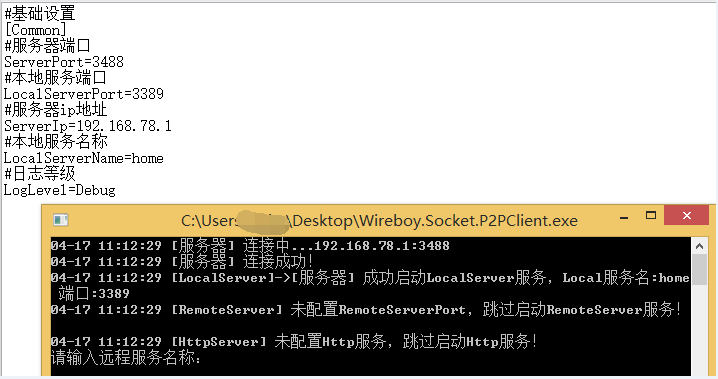 #基础设置
[Common]
#服务器端口
ServerPort=3488
#本地服务端口
LocalServerPort=3389
#服务器ip地址
ServerIp=192.168.78.1
#本地服务名称
LocalServerName=home
#日志等级
LogLevel=Debug
C:\Users\Desktop\Wireboy.Socket.P2PClient.exe
04-17 11:12:29 [服务器] 连接中...192.168.78.1:3488
04-17 11:12:29 [服务器] 连接成功!
04-17 11:12:29 [LocalServer]->[服务器] 成功启动LocalServer服务, Local服务名:home
端口:3389
04-17 11:12:29 [RemoteServer] 未配置RemoteServerPort, 跳过启动RemoteServer服务!
04-17 11:12:29 [HttpServer] 未配置Http服务, 跳过启动Http服务!
请输入远程服务名称: